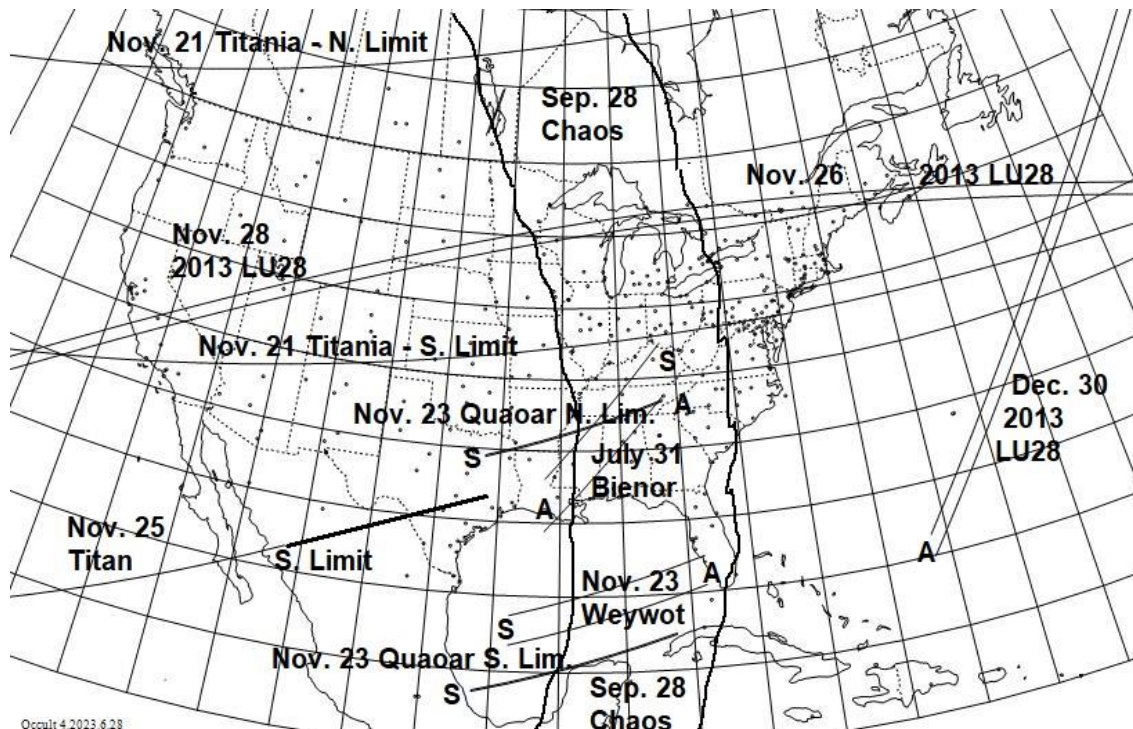 Nov. 21 Titania - N. Limit
Sep. 28
Chaos
Nov. 26
2013 LU28
Nov. 28
2013 LU28
Nov. 21 Titania - S. Limit
S
Dec. 30
2013
LU28
A
Nov. 23 Quaoar N. Lim.
S
July 31
Bienor
A
Nov. 25
Titan
S. Limit
A
Nov. 23
Weywot
A
S
Nov. 23 Quaoar S. Lim.
S
Sep. 28
Chaos
Occult 4.2023.6.28